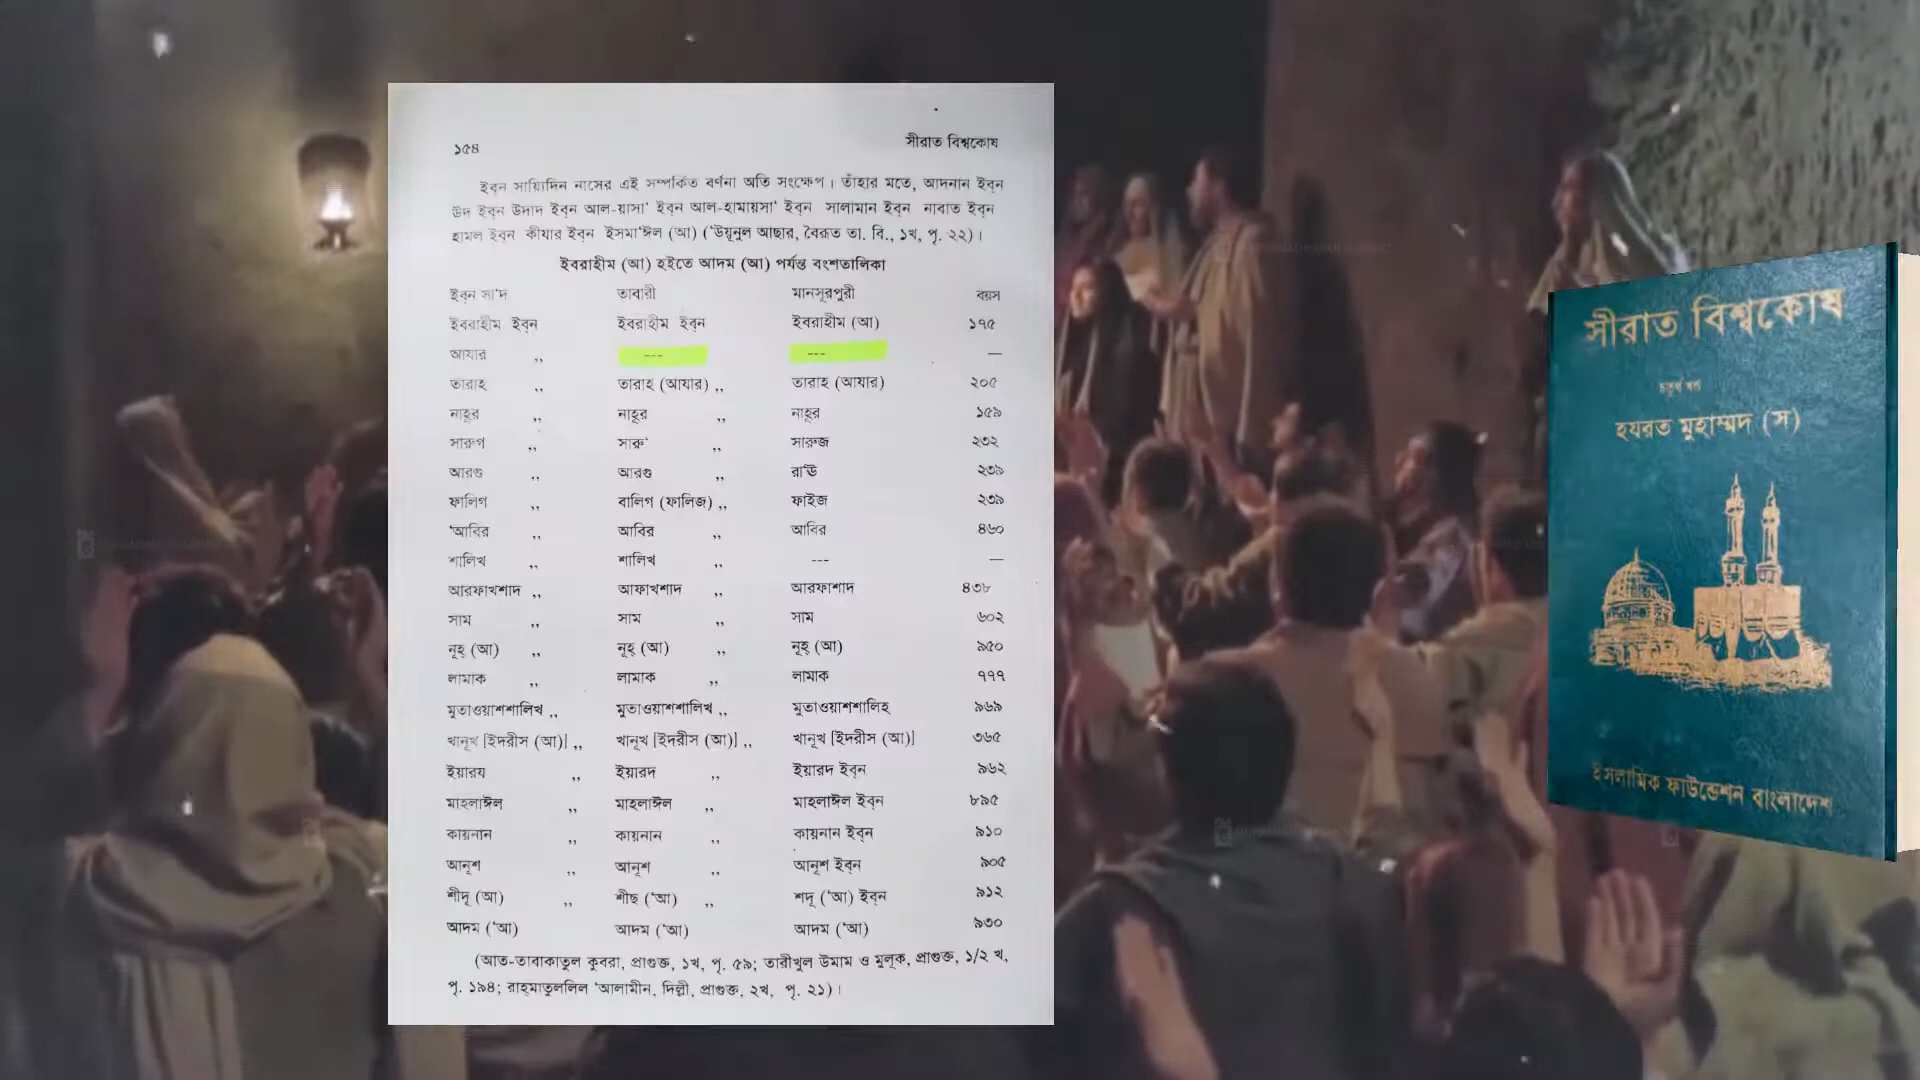 ১৫৪ সীরাত বিশ্বকোষ
ইব্‌ন সায়্যিদিন নাসের এই সম্পর্কিত বর্ণনা অতি সংক্ষেপ। তাঁহার মতে, আদনান ইব্‌ন
উদ ইব্‌ন উদাদ ইব্‌ন আল-য়াসা‘ ইব্‌ন আল-হামায়সা‘ ইব্‌ন সালামান ইব্‌ন নাবাত ইব্‌ন
হামল ইব্‌ন কীযার ইব্‌ন ইসমা‘ঈল (আ) (‘উয়ূনুল আছার, বৈরূত তা. বি., ১খ, পৃ. ২২)।
ইবরাহীম (আ) হইতে আদম (আ) পর্যন্ত বংশতালিকা
ইব্‌ন সা‘দ তাবারী মানসূরপুরী বয়স
ইবরাহীম ইব্‌ন ইবরাহীম ইব্‌ন ইবরাহীম (আ) ১৭৫
আযার ,, --- --- —
তারাহ ,, তারাহ (আযার) ,, তারাহ (আযার) ২০৫
নাহূর ,, নাহূর ,, নাহূর ১৫৯
সারুগ ,, সারু‘ ,, সারুজ ২৩২
আরগু ,, আরগু ,, রা‘ঊ ২৩৯
ফালিগ ,, বালিগ (ফালিজ) ,, ফাইজ ২৩৯
‘আবির ,, আবির ,, আবির ৪৬০
শালিখ ,, শালিখ ,, --- —
আরফাখশাদ ,, আফাখশাদ ,, আরফাশাদ ৪৩৮
সাম ,, সাম ,, সাম ৬০২
নূহ্ (আ) ,, নূহ্ (আ) ,, নূহ্ (আ) ৯৫০
লামাক ,, লামাক ,, লামাক ৭৭৭
মুতাওয়াশশালিখ ,, মুতাওয়াশশালিখ ,, মুতাওয়াশশালিহ ৯৬৯
খানূখ [ইদরীস (আ)] ,, খানূখ [ইদরীস (আ)] ,, খানূখ [ইদরীস (আ)] ৩৬৫
ইয়ারয ,, ইয়ারদ ,, ইয়ারদ ইব্‌ন ৯৬২
মাহলাঈল ,, মাহলাঈল ,, মাহলাঈল ইব্‌ন ৮৯৫
কায়নান ,, কায়নান ,, কায়নান ইব্‌ন ৯১০
আনূশ ,, আনূশ ,, আনূশ ইব্‌ন ৯০৫
শীদূ (আ) ,, শীছ (‘আ) ,, শদূ (‘আ) ইব্‌ন ৯১২
আদম (‘আ) আদম (‘আ) আদম (‘আ) ৯৩০
(আত-তাবাকাতুল কুবরা, প্রাগুক্ত, ১খ, পৃ. ৫৯; তারীখুল উমাম ও মুলূক, প্রাগুক্ত, ১/২ খ,
পৃ. ১৯৪; রাহ্‌মাতুললিল ‘আলামীন, দিল্লী, প্রাগুক্ত, ২খ, পৃ. ২১)।
সীরাত বিশ্বকোষ
চতুর্থ খণ্ড
হযরত মুহাম্মদ (স)
ইসলামিক ফাউন্ডেশন বাংলাদেশ